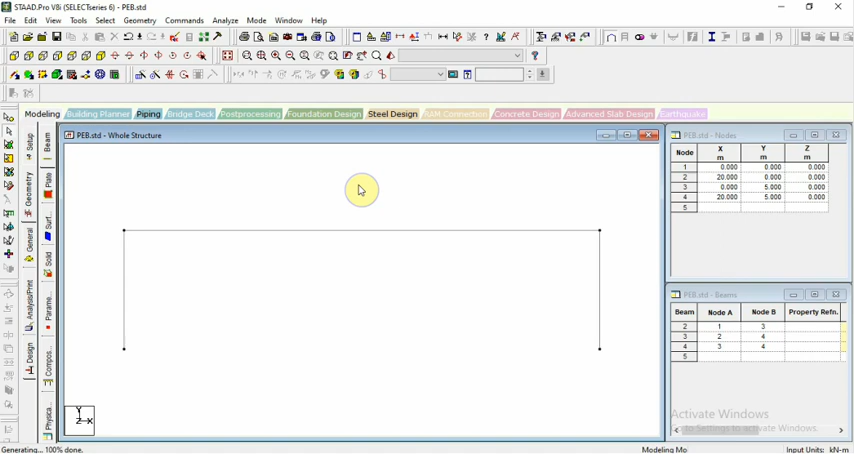 STAAD.Pro V8i (SELECTseries 6) - PEB.std
File Edit View Tools Select Geometry Commands Analyze Mode Window Help
Modeling Building Planner Piping Bridge Deck Postprocessing Foundation Design Steel Design RAM Connection Concrete Design Advanced Slab Design Earthquake
Setup
Geometry
General
Analysis/Print
Design
Beam
Plate
Surf...
Solid
Parame...
Compos...
Physica...
PEB.std - Whole Structure
Y
Z X
PEB.std - Nodes
Node X m Y m Z m
1 0.000 0.000 0.000
2 20.000 0.000 0.000
3 0.000 5.000 0.000
4 20.000 5.000 0.000
5
PEB.std - Beams
Beam Node A Node B Property Refn.
2 1 3
3 2 4
4 3 4
5
Activate Windows
Go to Settings to activate Windows.
Generating... 100% done.
Modeling Mo
Input Units: kN-m